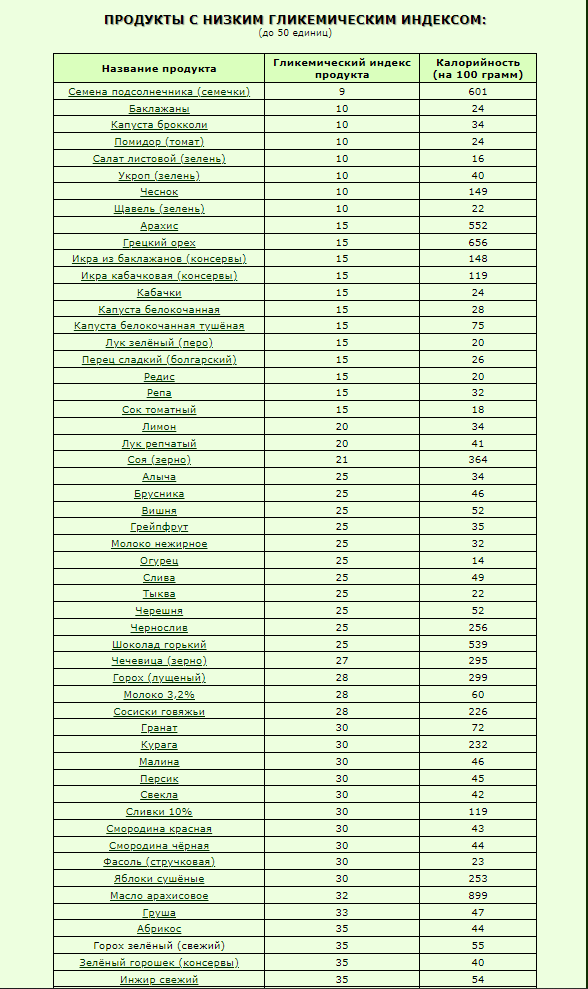 ПРОДУКТЫ С НИЗКИМ ГЛИКЕМИЧЕСКИМ ИНДЕКСОМ:
(до 50 единиц)
Название продукта Гликемический индекс продукта Калорийность (на 100 грамм)
Семена подсолнечника (семечки) 9 601
Баклажаны 10 24
Капуста брокколи 10 34
Помидор (томат) 10 24
Салат листовой (зелень) 10 16
Укроп (зелень) 10 40
Чеснок 10 149
Щавель (зелень) 10 22
Арахис 15 552
Грецкий орех 15 656
Икра из баклажанов (консервы) 15 148
Икра кабачковая (консервы) 15 119
Кабачки 15 24
Капуста белокочанная 15 28
Капуста белокочанная тушёная 15 75
Лук зелёный (перо) 15 20
Перец сладкий (болгарский) 15 26
Редис 15 20
Репа 15 32
Сок томатный 15 18
Лимон 20 34
Лук репчатый 20 41
Соя (зерно) 21 364
Алыча 25 34
Брусника 25 46
Вишня 25 52
Грейпфрут 25 35
Молоко нежирное 25 32
Огурец 25 14
Слива 25 49
Тыква 25 22
Черешня 25 52
Чернослив 25 256
Шоколад горький 25 539
Чечевица (зерно) 27 295
Горох (лущеный) 28 299
Молоко 3,2% 28 60
Сосиски говяжьи 28 226
Гранат 30 72
Курага 30 232
Малина 30 46
Персик 30 45
Свекла 30 42
Сливки 10% 30 119
Смородина красная 30 43
Смородина чёрная 30 44
Фасоль (стручковая) 30 23
Яблоки сушёные 30 253
Масло арахисовое 32 899
Груша 33 47
Абрикос 35 44
Горох зелёный (свежий) 35 55
Зелёный горошек (консервы) 35 40
Инжир свежий 35 54